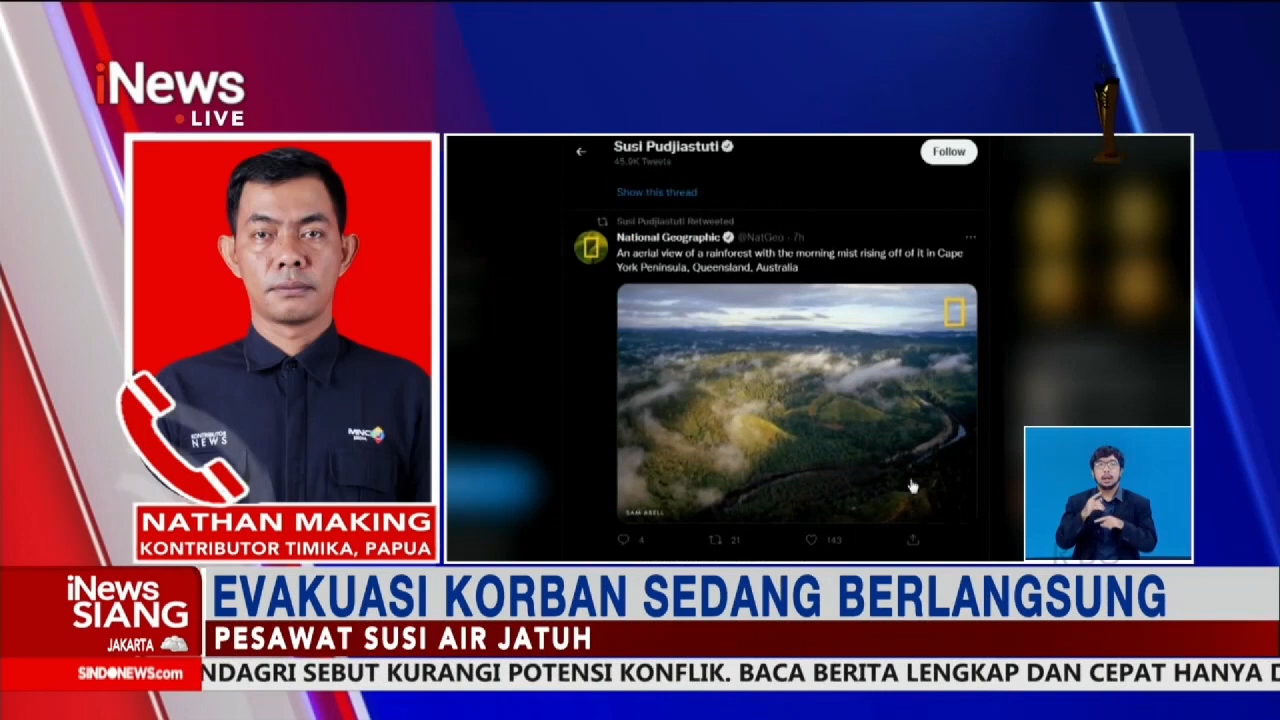 iNews
LIVE
Susi Pudjiastuti
45.9K Tweets
Follow
Show this thread
Susi Pudjiastuti Retweeted
National Geographic @NatGeo · 7h
An aerial view of a rainforest with the morning mist rising off of it in Cape
York Peninsula, Queensland, Australia
SAM ABELL
4 21 143
KONTRIBUTOR
NEWS
MNC
NATHAN MAKING
KONTRIBUTOR TIMIKA, PAPUA
iNews
SIANG
JAKARTA
EVAKUASI KORBAN SEDANG BERLANGSUNG
PESAWAT SUSI AIR JATUH
SINDONEWS.com
NDAGRI SEBUT KURANGI POTENSI KONFLIK. BACA BERITA LENGKAP DAN CEPAT HANYA D